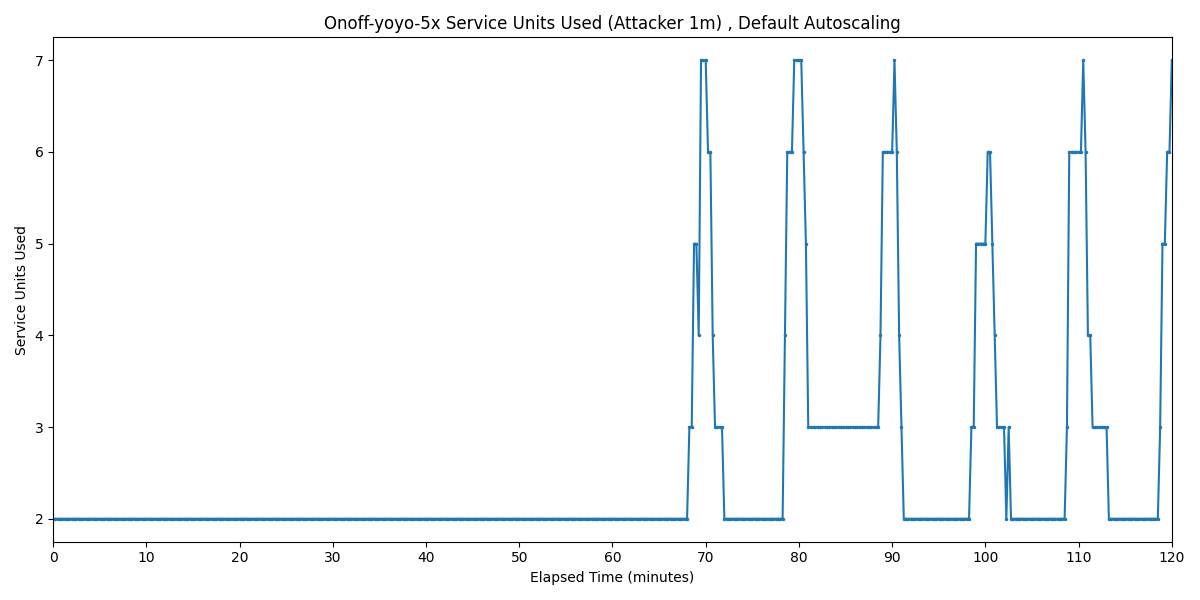 Onoff-yoyo-5x Service Units Used (Attacker 1m) , Default Autoscaling
Service Units Used
7
6
5
4
3
2
0 10 20 30 40 50 60 70 80 90 100 110 120
Elapsed Time (minutes)